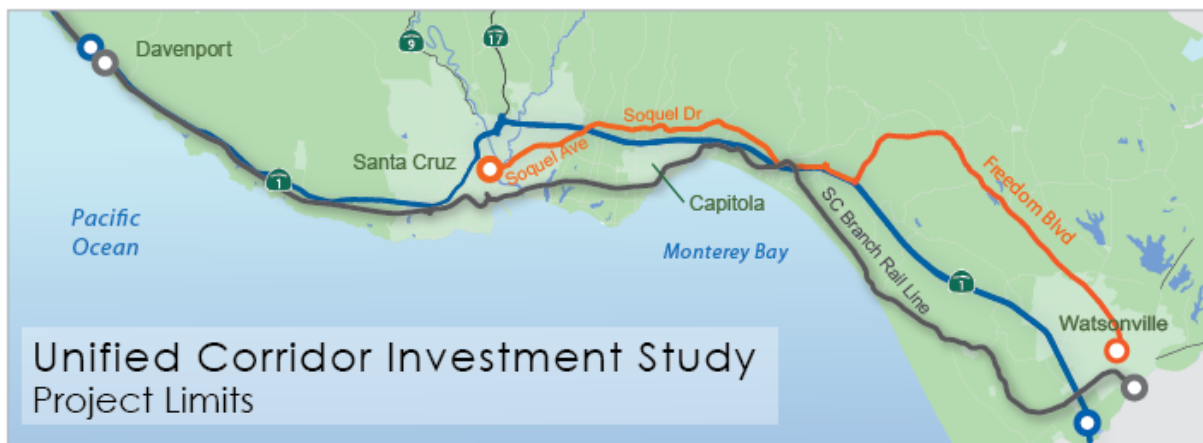 Davenport
9
17
Soquel Dr
Santa Cruz
Soquel Ave
1
Capitola
Freedom Blvd
Pacific
Ocean
Monterey Bay
SC Branch Rail Line
1
Watsonville
Unified Corridor Investment Study
Project Limits